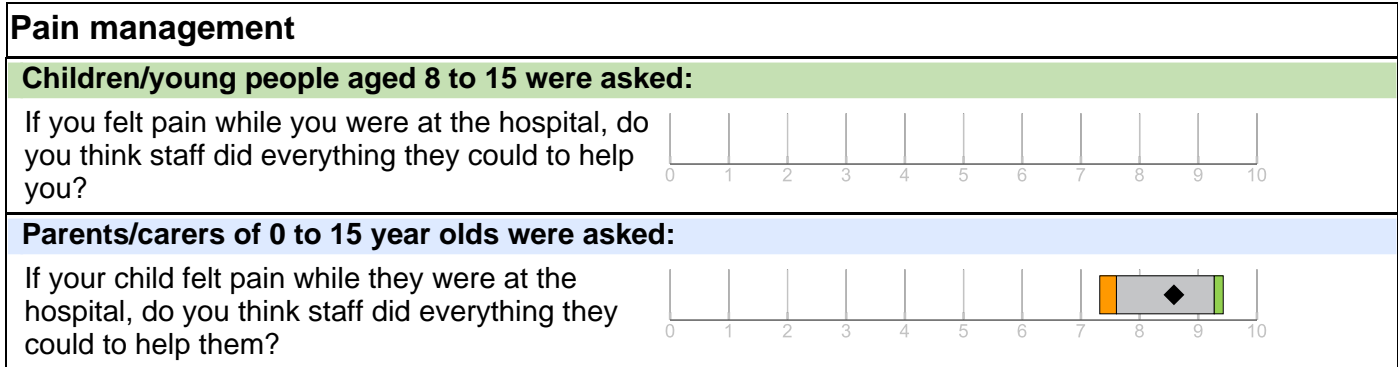 Pain management
Children/young people aged 8 to 15 were asked:
If you felt pain while you were at the hospital, do
you think staff did everything they could to help
you?
0 1 2 3 4 5 6 7 8 9 10
Parents/carers of 0 to 15 year olds were asked:
If your child felt pain while they were at the
hospital, do you think staff did everything they
could to help them?
0 1 2 3 4 5 6 7 8 9 10